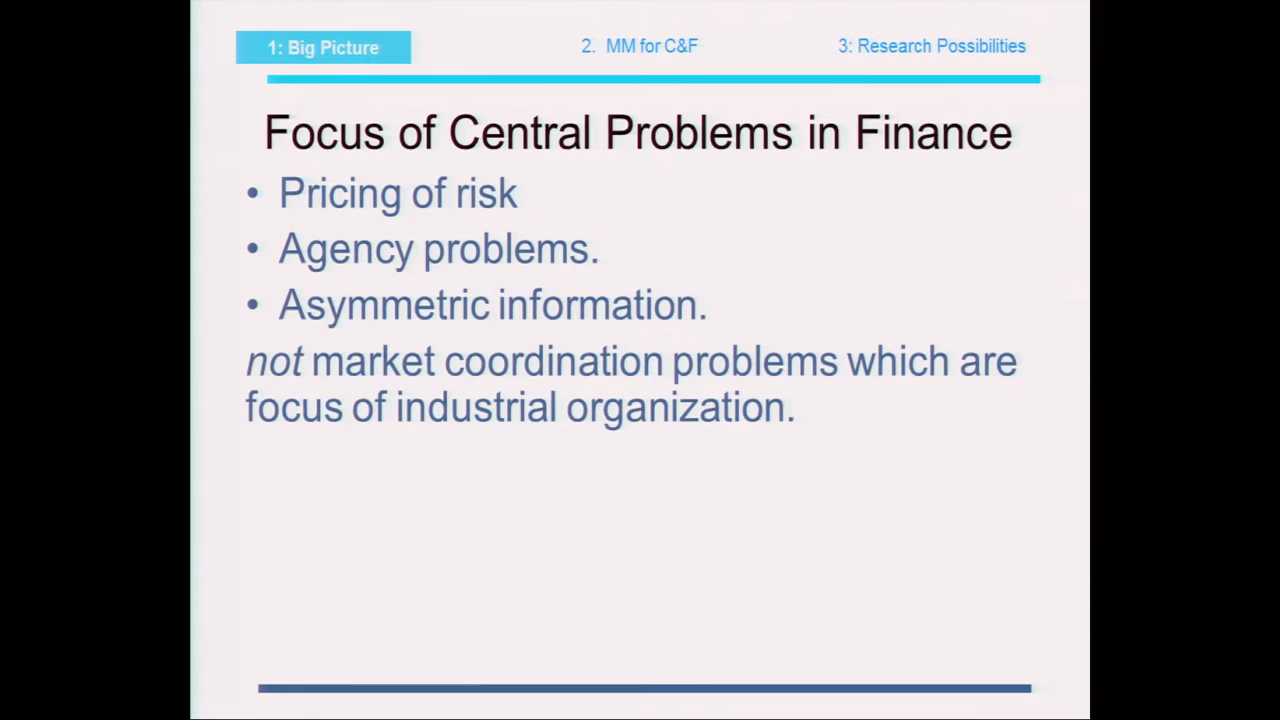 1: Big Picture
2. MM for C&F
3: Research Possibilities
Focus of Central Problems in Finance
• Pricing of risk
• Agency problems.
• Asymmetric information.
not market coordination problems which are
focus of industrial organization.